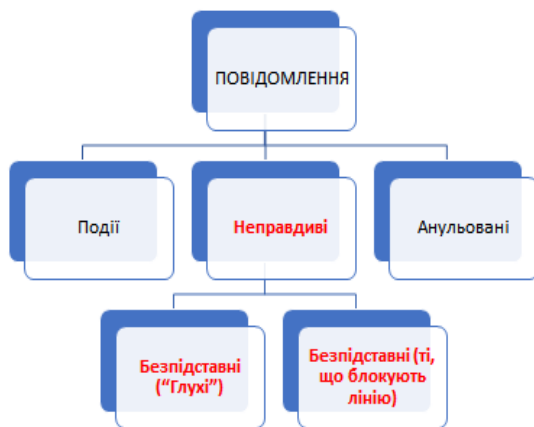 ПОВІДОМЛЕННЯ
Події
Неправдиві
Анульовані
Безпідставні
(“Глухі”)
Безпідставні (ті,
що блокують
лінію)